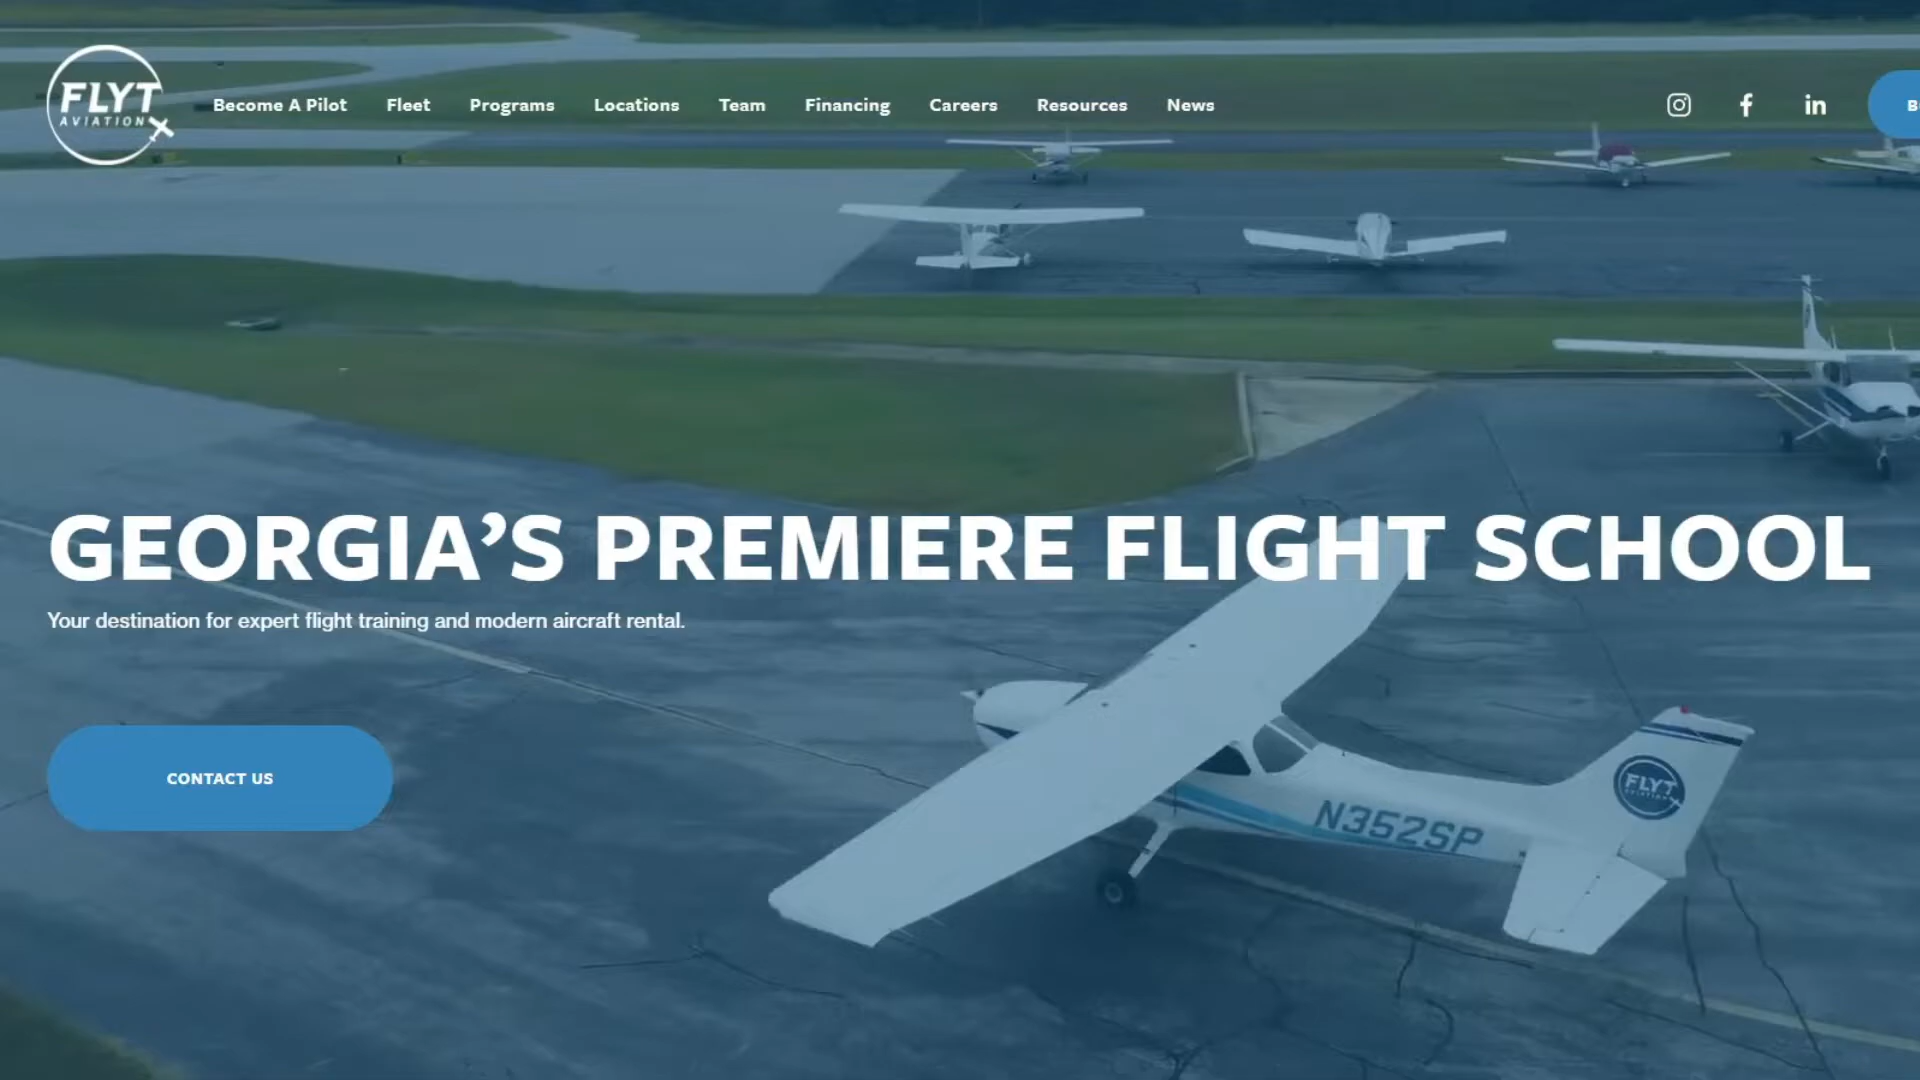 FLYT
AVIATION
Become A Pilot Fleet Programs Locations Team Financing Careers Resources News
GEORGIA’S PREMIERE FLIGHT SCHOOL
Your destination for expert flight training and modern aircraft rental.
CONTACT US
FLYT
AVIATION
N352SP